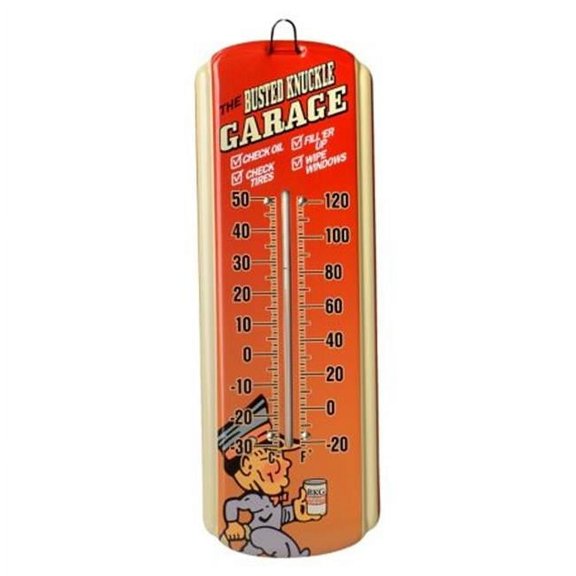 THE BUSTED KNUCKLE
GARAGE
CHECK OIL
CHECK
TIRES
FILL 'ER
UP
WIPE
WINDOWS
50 120
40 100
30 80
20 60
10 40
0 20
-10 0
-20
-30 -20
C° F°
BKG